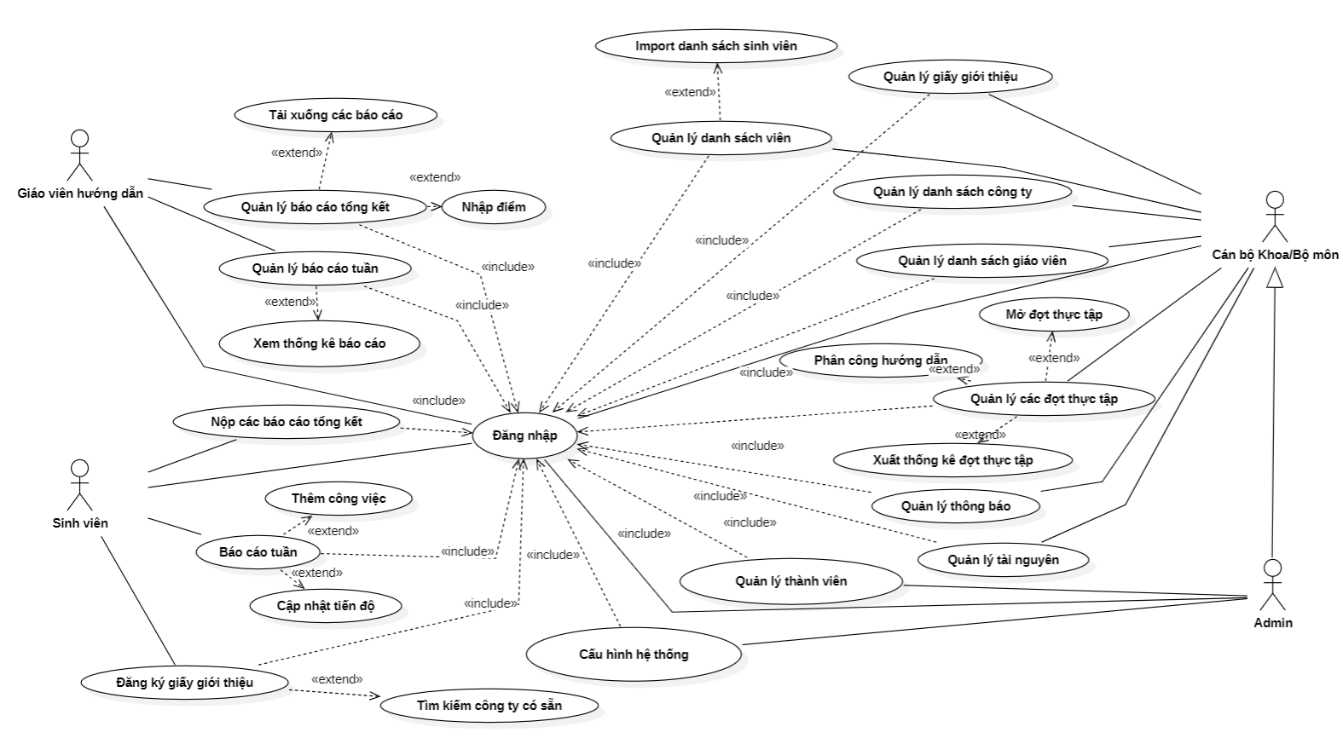 Import danh sách sinh viên
Quản lý giấy giới thiệu
«extend»
Tải xuống các báo cáo
Quản lý danh sách viên
«extend»
«extend»
Giáo viên hướng dẫn
Quản lý danh sách công ty
Quản lý báo cáo tổng kết
Nhập điểm
«include»
Cán bộ Khoa/Bộ môn
Quản lý báo cáo tuần
«include»
«include»
Quản lý danh sách giáo viên
«extend»
«include»
«include»
Mở đợt thực tập
Xem thống kê báo cáo
Phân công hướng dẫn
«extend»
«extend»
«include»
«include»
Quản lý các đợt thực tập
Nộp các báo cáo tổng kết
Đăng nhập
«extend»
«include»
Xuất thống kê đợt thực tập
Thêm công việc
«include»
Quản lý thông báo
Sinh viên
«extend»
«include»
«include»
Báo cáo tuần
«include»
«include»
Quản lý tài nguyên
«extend»
Quản lý thành viên
Cập nhật tiến độ
«include»
Admin
Cấu hình hệ thống
Đăng ký giấy giới thiệu
«extend»
Tìm kiếm công ty có sẵn